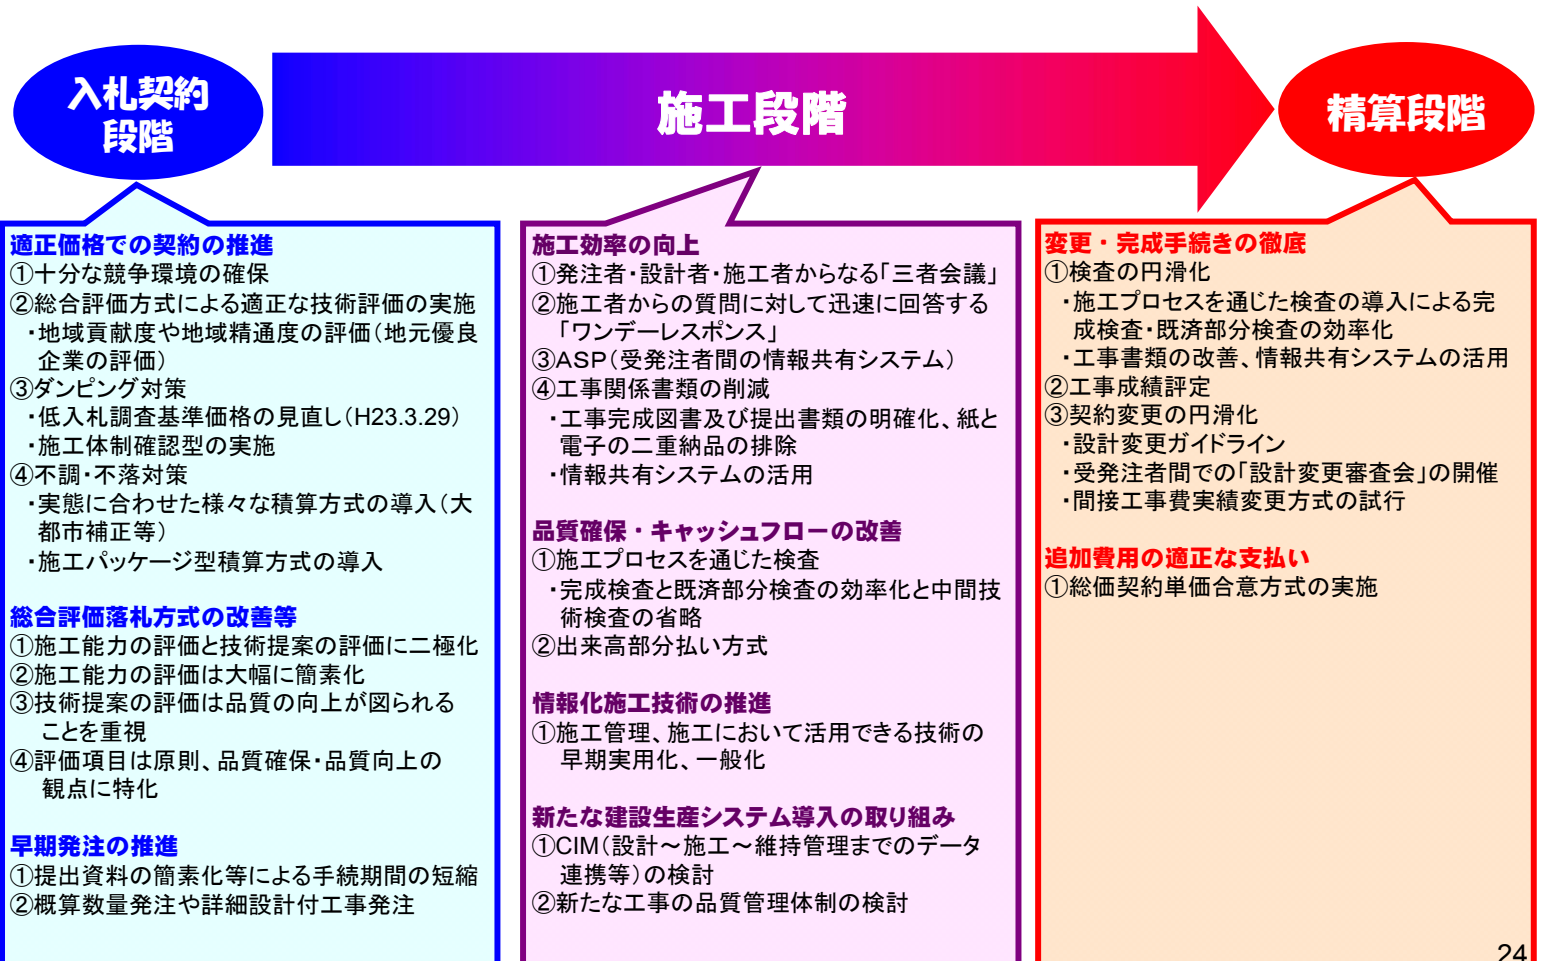 入札契約
段階
施工段階
精算段階
適正価格での契約の推進
①十分な競争環境の確保
②総合評価方式による適正な技術評価の実施
・地域貢献度や地域精通度の評価(地元優良
企業の評価)
③ダンピング対策
・低入札調査基準価格の見直し(H23.3.29)
・施工体制確認型の実施
④不調・不落対策
・実態に合わせた様々な積算方式の導入(大
都市補正等)
・施工パッケージ型積算方式の導入
総合評価落札方式の改善等
①施工能力の評価と技術提案の評価に二極化
②施工能力の評価は大幅に簡素化
③技術提案の評価は品質の向上が図られる
ことを重視
④評価項目は原則、品質確保・品質向上の
観点に特化
早期発注の推進
①提出資料の簡素化等による手続期間の短縮
②概算数量発注や詳細設計付工事発注
施工効率の向上
①発注者・設計者・施工者からなる「三者会議」
②施工者からの質問に対して迅速に回答する
「ワンデーレスポンス」
③ASP(受発注者間の情報共有システム)
④工事関係書類の削減
・工事完成図書及び提出書類の明確化、紙と
電子の二重納品の排除
・情報共有システムの活用
品質確保・キャッシュフローの改善
①施工プロセスを通じた検査
・完成検査と既済部分検査の効率化と中間技
術検査の省略
②出来高部分払い方式
情報化施工技術の推進
①施工管理、施工において活用できる技術の
早期実用化、一般化
新たな建設生産システム導入の取り組み
①CIM(設計～施工～維持管理までのデータ
連携等)の検討
②新たな工事の品質管理体制の検討
変更・完成手続きの徹底
①検査の円滑化
・施工プロセスを通じた検査の導入による完
成検査・既済部分検査の効率化
・工事書類の改善、情報共有システムの活用
②工事成績評定
③契約変更の円滑化
・設計変更ガイドライン
・受発注者間での「設計変更審査会」の開催
・間接工事費実績変更方式の試行
追加費用の適正な支払い
①総価契約単価合意方式の実施
24